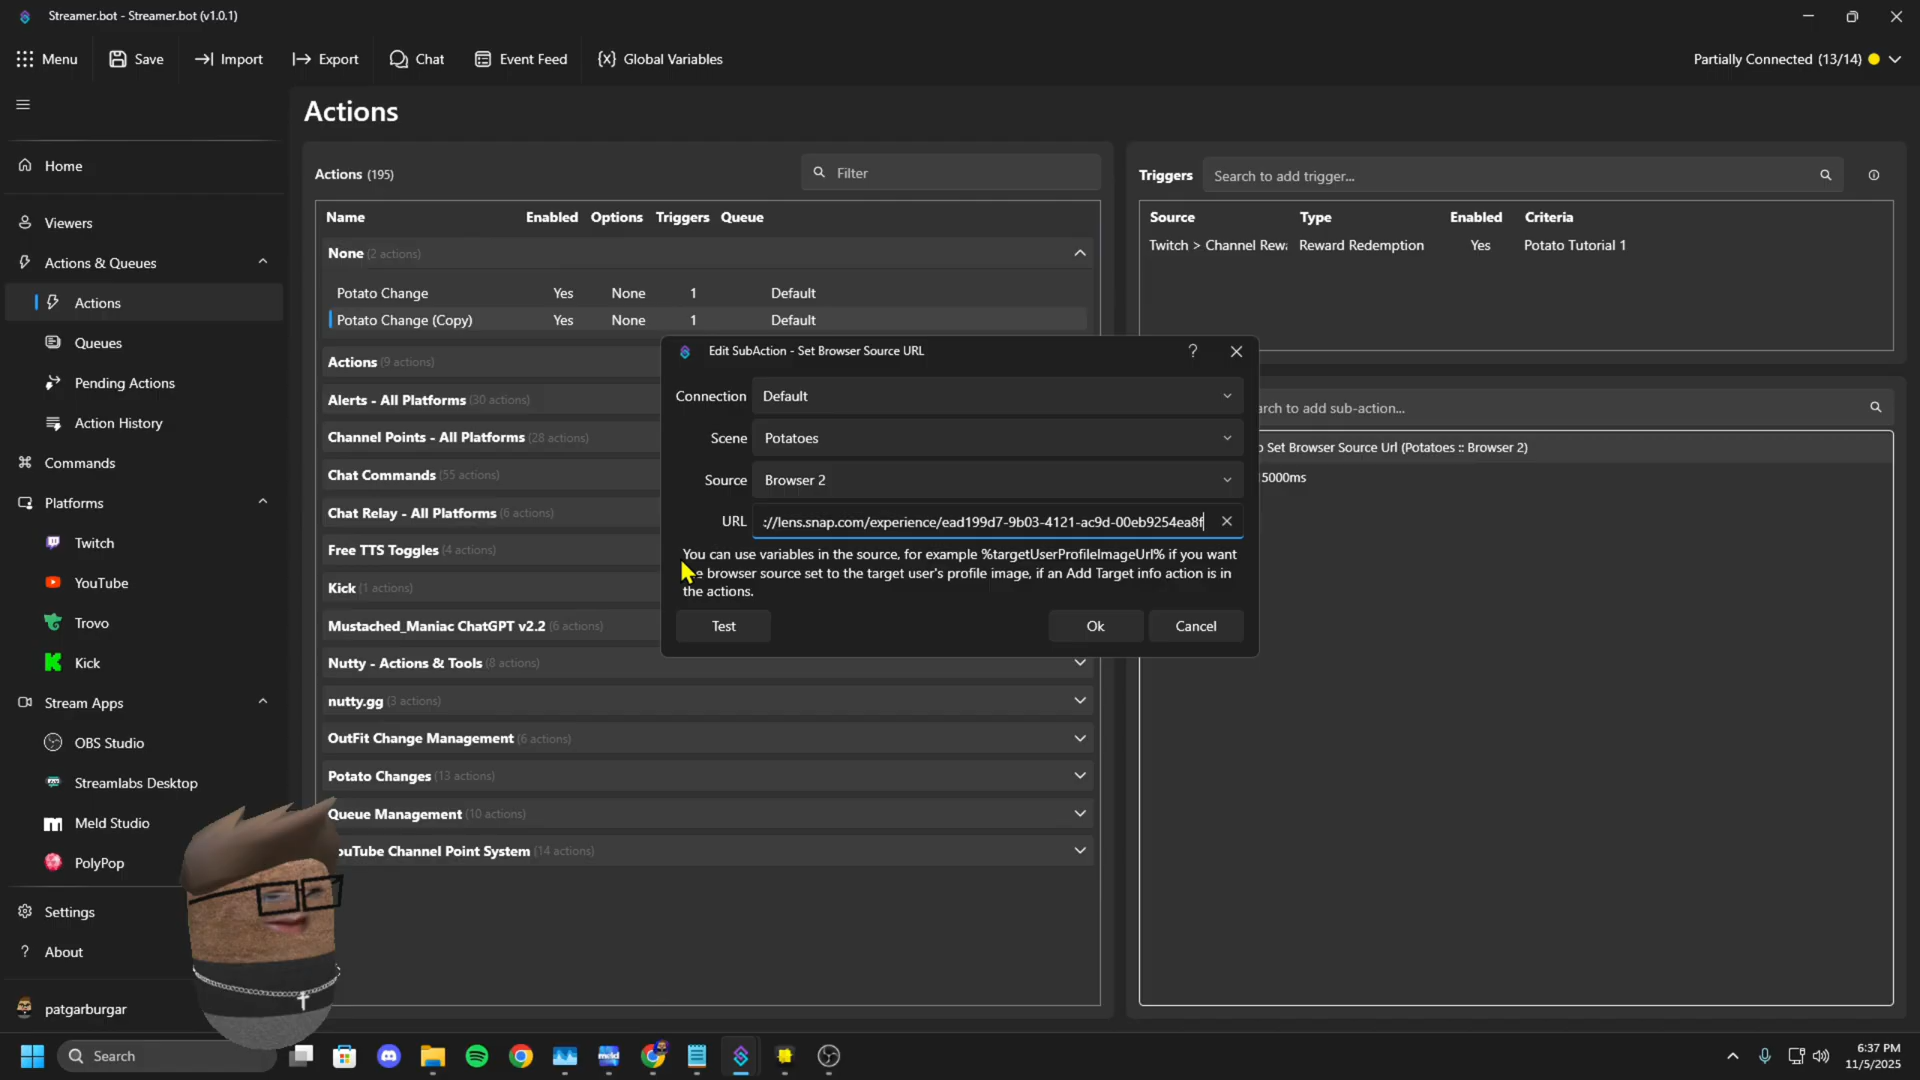 Streamer.bot - Streamer.bot (v1.0.1)
Menu
Save
Import
Export
Chat
Event Feed
{x} Global Variables
Partially Connected (13/14)
Home
Viewers
Actions & Queues
Actions
Queues
Pending Actions
Action History
Commands
Platforms
Twitch
YouTube
Trovo
Kick
Stream Apps
OBS Studio
Streamlabs Desktop
Meld Studio
PolyPop
Settings
? About
patgarburgar
Actions
Actions (195)
Filter
Name Enabled Options Triggers Queue
None (2 actions)
Potato Change Yes None 1 Default
Potato Change (Copy) Yes None 1 Default
Actions (9 actions)
Alerts - All Platforms (30 actions)
Channel Points - All Platforms (28 actions)
Chat Commands (55 actions)
Chat Relay - All Platforms (6 actions)
Free TTS Toggles (4 actions)
Kick (1 actions)
Mustached_Maniac ChatGPT v2.2 (6 actions)
Nutty - Actions & Tools (8 actions)
nutty.gg (3 actions)
OutFit Change Management (6 actions)
Potato Changes (13 actions)
Queue Management (10 actions)
ouTube Channel Point System (14 actions)
Triggers
Search to add trigger...
Source Type Enabled Criteria
Twitch > Channel Rew Reward Redemption Yes Potato Tutorial 1
rch to add sub-action...
Set Browser Source Url (Potatoes :: Browser 2)
5000ms
Edit SubAction - Set Browser Source URL
?
Connection Default
Scene Potatoes
Source Browser 2
URL ://lens.snap.com/experience/ead199d7-9b03-4121-ac9d-00eb9254ea8f
You can use variables in the source, for example %targetUserProfileImageUrl% if you want
e browser source set to the target user's profile image, if an Add Target info action is in
the actions.
Test
Ok
Cancel
Search
meld
6:37 PM
11/5/2025